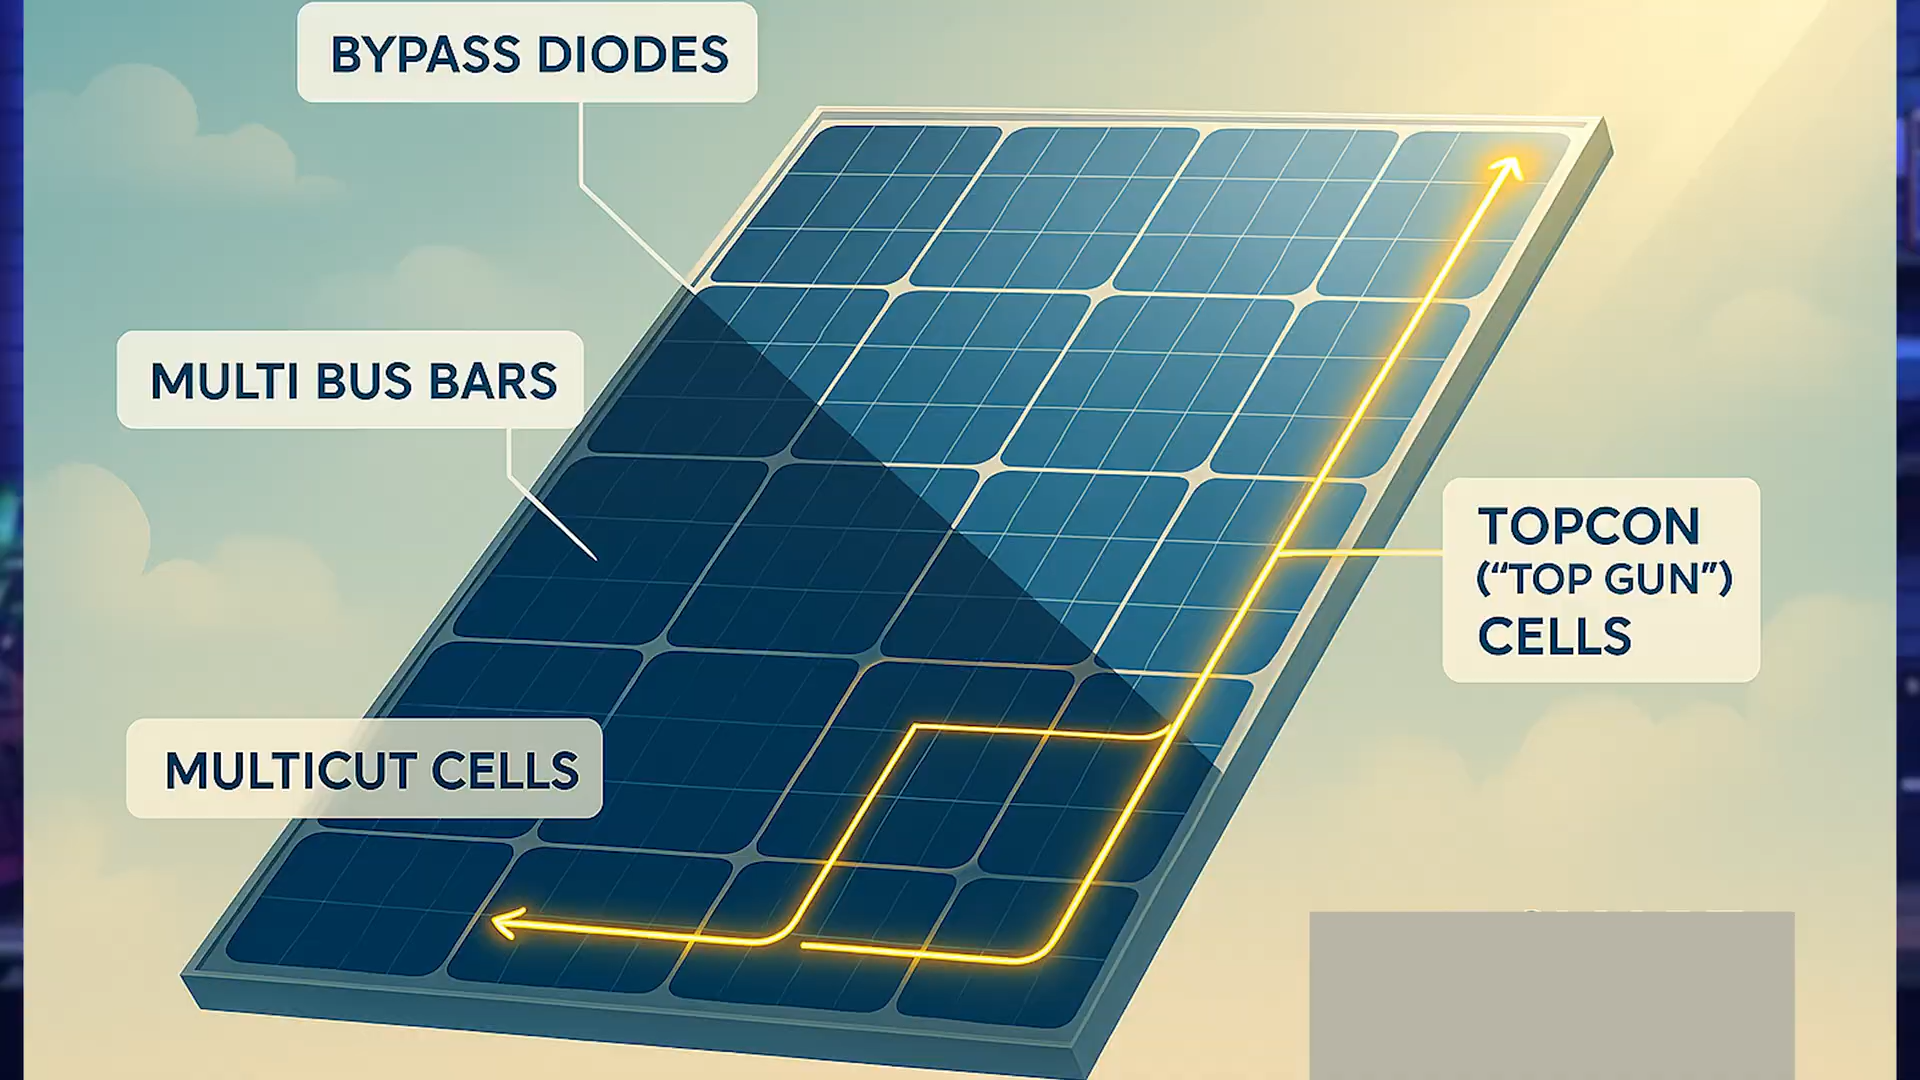 BYPASS DIODES
MULTI BUS BARS
TOPCON
(“TOP GUN”)
CELLS
MULTICUT CELLS